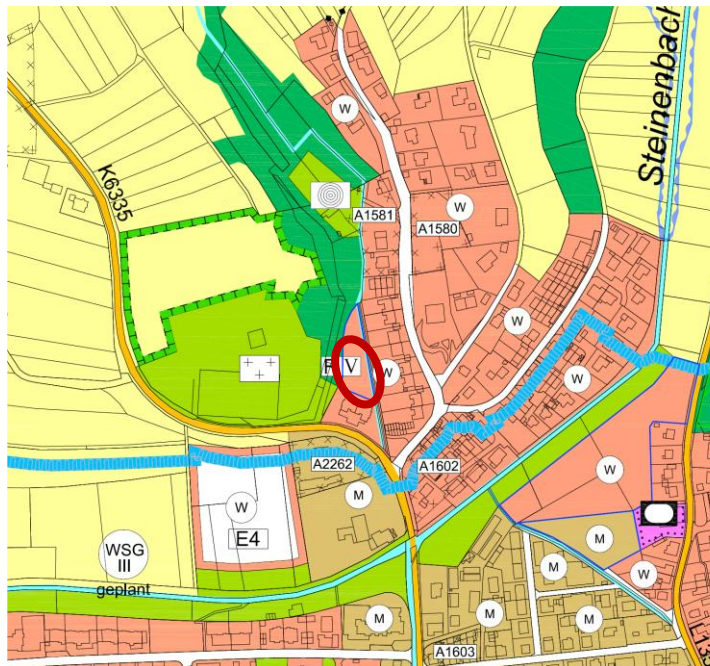 Steinenbach
W
K6335
A1581
W
A1580
W
V
W
W
A2262
A1602
W
M
W
E4
WSG
III
geplant
M
W
M
M
M
M
A1603